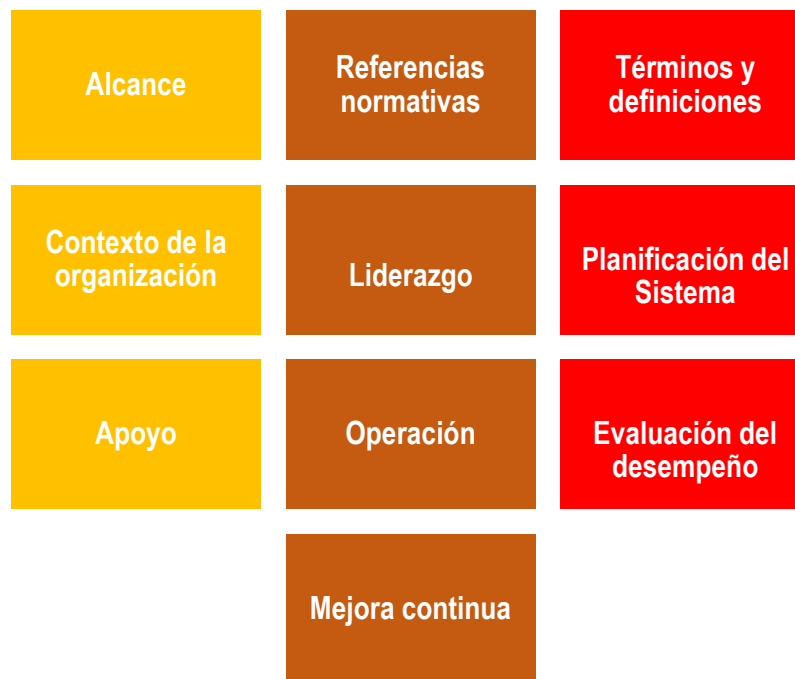 Alcance
Referencias
normativas
Términos y
definiciones
Contexto de la
organización
Liderazgo
Planificación del
Sistema
Apoyo
Operación
Evaluación del
desempeño
Mejora continua